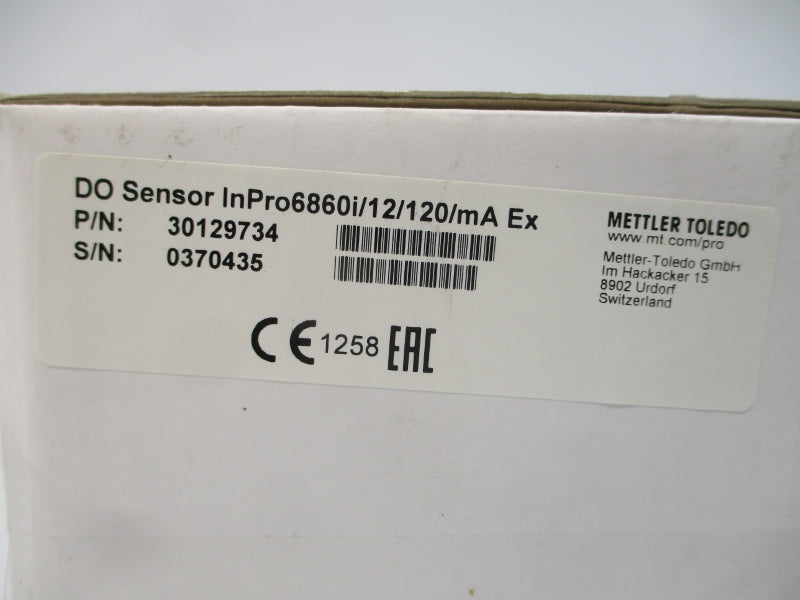 DO Sensor InPro6860i/12/120/mA Ex
P/N: 30129734
S/N: 0370435
METTLER TOLEDO
www.mt.com/pro
Mettler-Toledo GmbH
Im Hackacker 15
8902 Urdorf
Switzerland
CE 1258 EAC